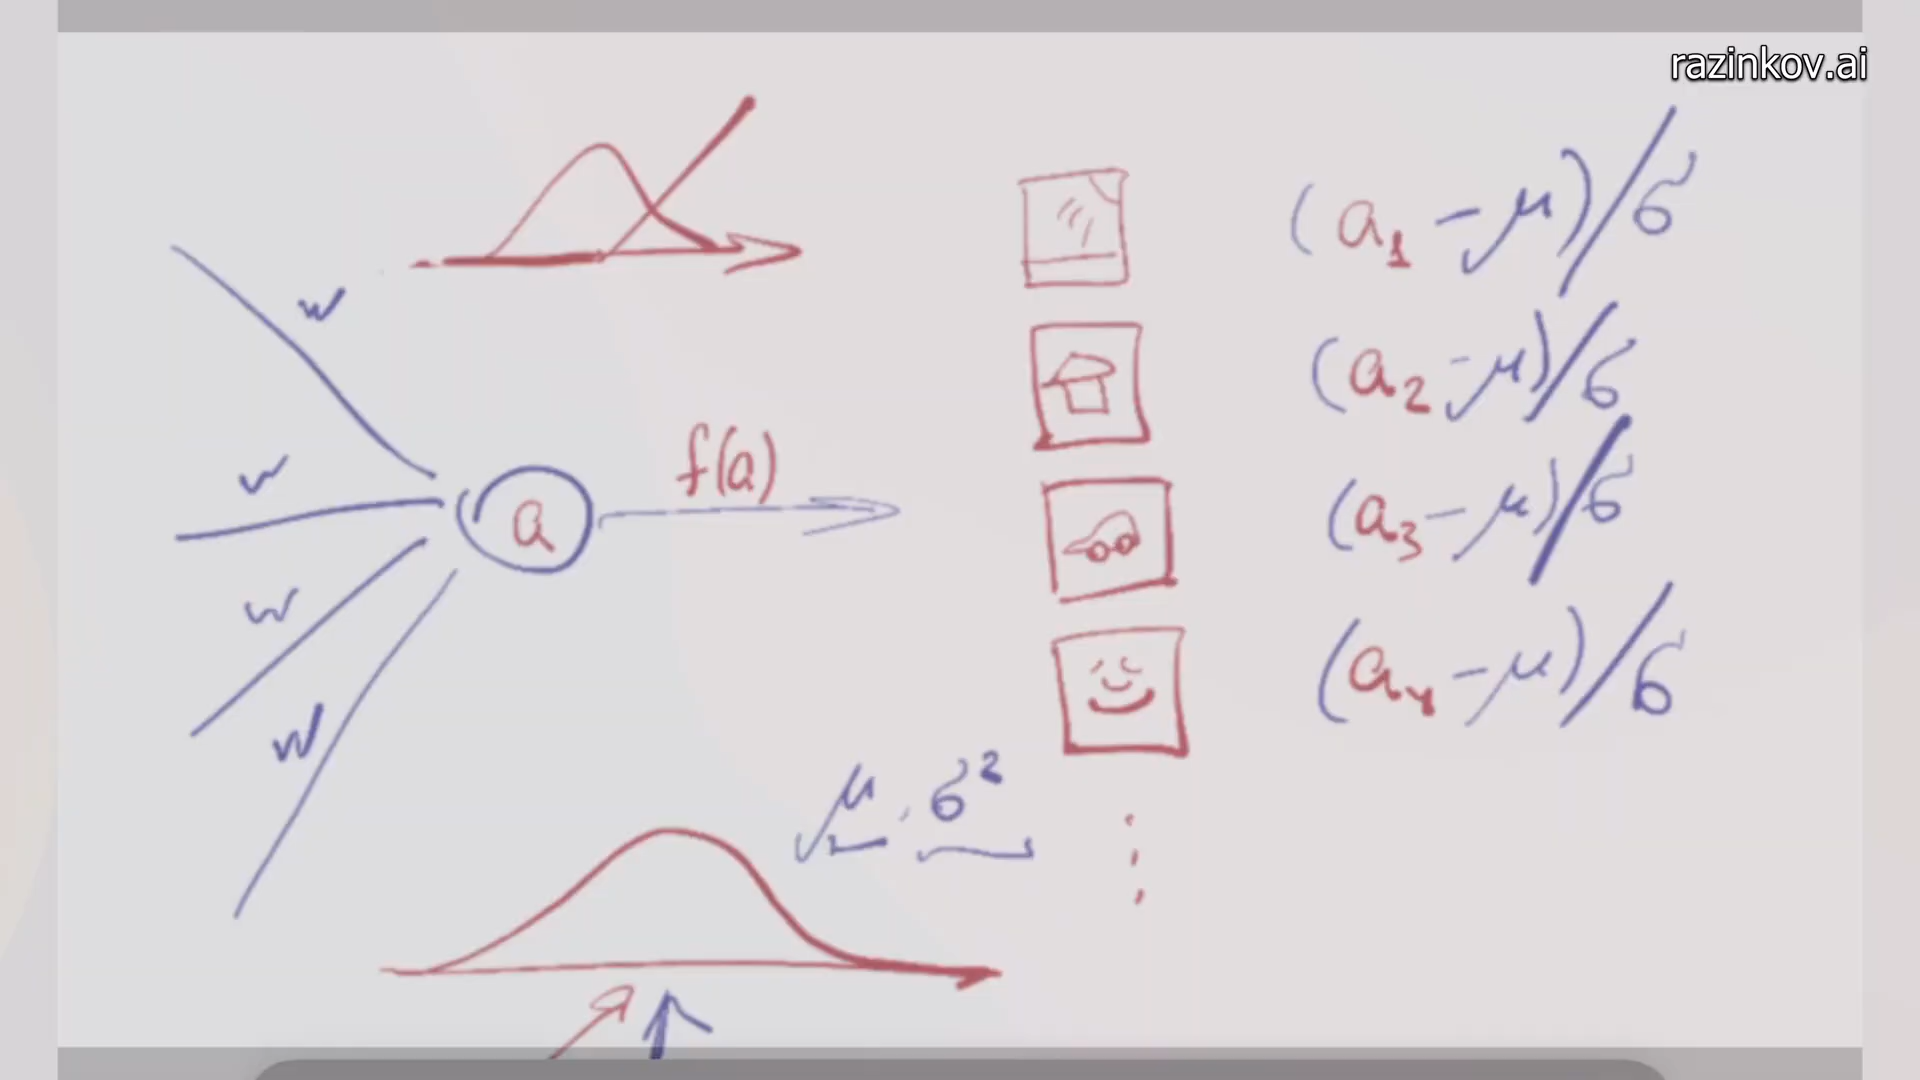 razinkov.ai
(a₁ - μ)/σ
w
(a₂ - μ)/σ
w
f(a)
a
(a₃ - μ)/σ
w
(a₄ - μ)/σ
w
μ, σ²